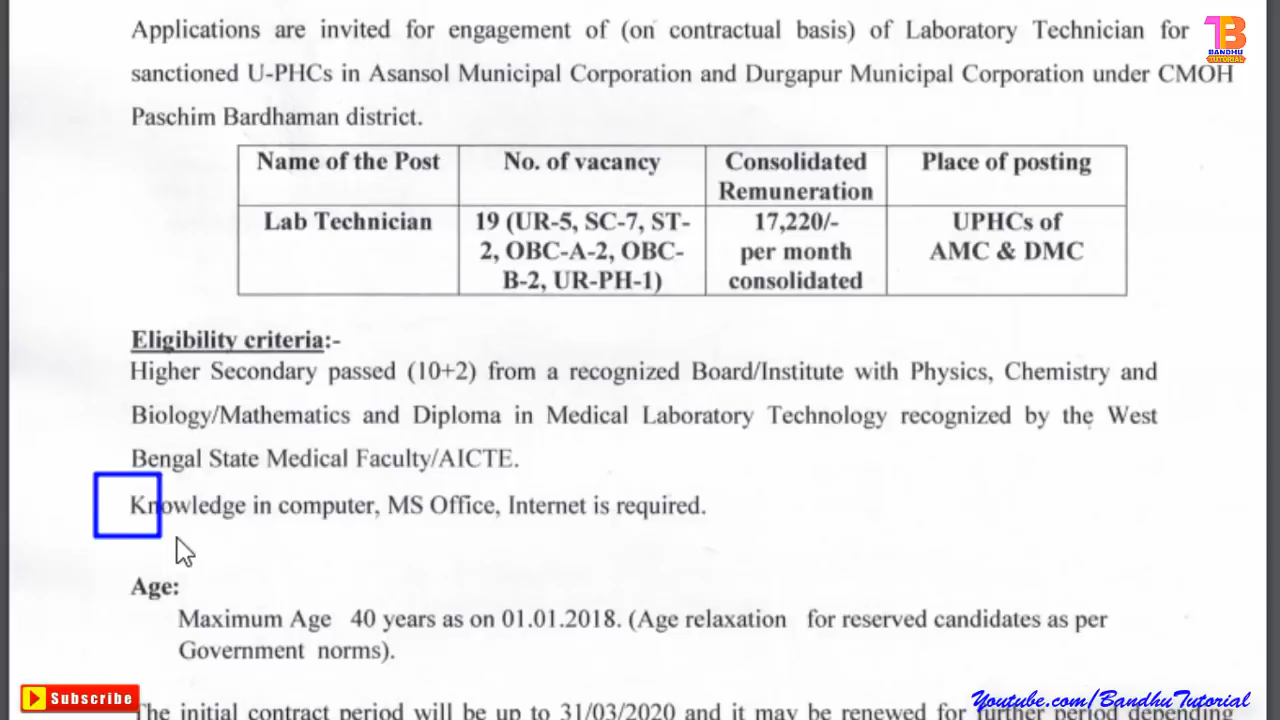 Applications are invited for engagement of (on contractual basis) of Laboratory Technician for
sanctioned U-PHCs in Asansol Municipal Corporation and Durgapur Municipal Corporation under CMOH
Paschim Bardhaman district.
Name of the Post
No. of vacancy
Consolidated
Remuneration
Place of posting
Lab Technician
19 (UR-5, SC-7, ST-
2, OBC-A-2, OBC-
B-2, UR-PH-1)
17,220/-
per month
consolidated
UPHCs of
AMC & DMC
Eligibility criteria:-
Higher Secondary passed (10+2) from a recognized Board/Institute with Physics, Chemistry and
Biology/Mathematics and Diploma in Medical Laboratory Technology recognized by the West
Bengal State Medical Faculty/AICTE.
Knowledge in computer, MS Office, Internet is required.
Age:
Maximum Age 40 years as on 01.01.2018. (Age relaxation for reserved candidates as per
Government norms).
The initial contract period will be up to 31/03/2020 and it may be renewed for further period depending
TB
BANDHU
TUTORIAL
Subscribe
Youtube.com/BandhuTutorial